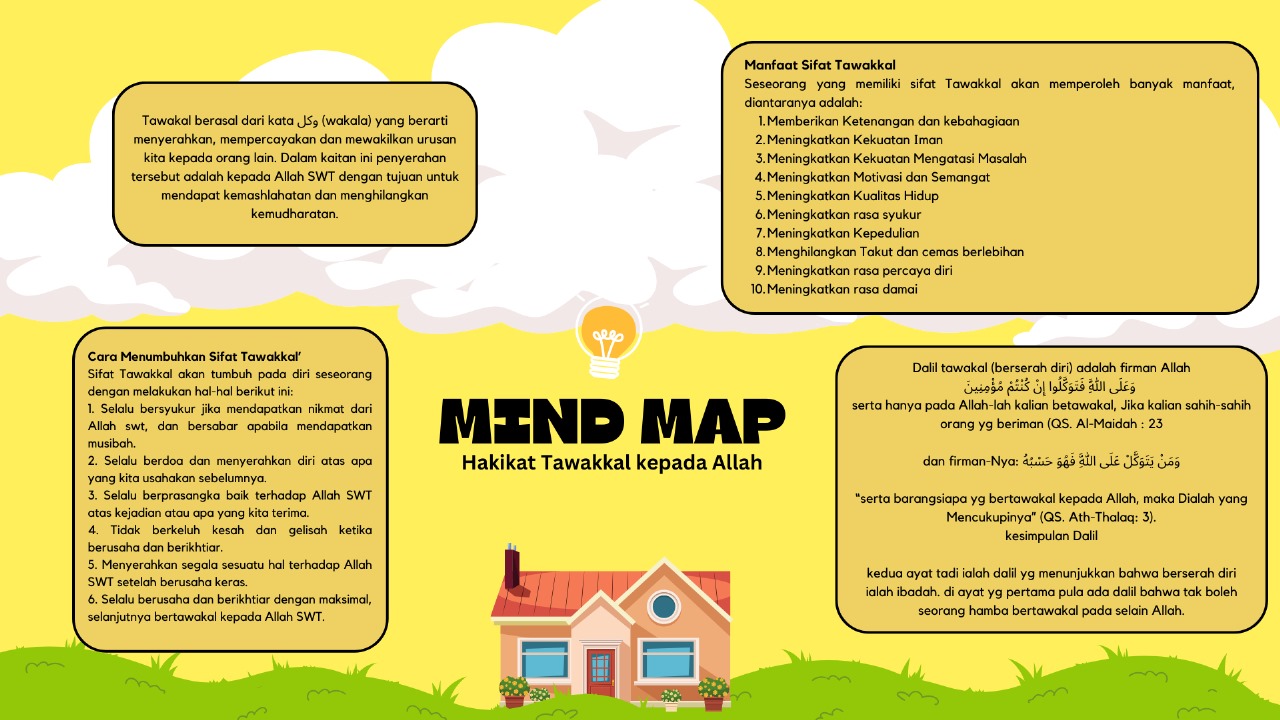 Tawakal berasal dari kata وكل (wakala) yang berarti
menyerahkan, mempercayakan dan mewakilkan urusan
kita kepada orang lain. Dalam kaitan ini penyerahan
tersebut adalah kepada Allah SWT dengan tujuan untuk
mendapat kemashlahatan dan menghilangkan
kemudharatan.
Manfaat Sifat Tawakkal
Seseorang yang memiliki sifat Tawakkal akan memperoleh banyak manfaat,
diantaranya adalah:
1. Memberikan Ketenangan dan kebahagiaan
2. Meningkatkan Kekuatan Iman
3. Meningkatkan Kekuatan Mengatasi Masalah
4. Meningkatkan Motivasi dan Semangat
5. Meningkatkan Kualitas Hidup
6. Meningkatkan rasa syukur
7. Meningkatkan Kepedulian
8. Menghilangkan Takut dan cemas berlebihan
9. Meningkatkan rasa percaya diri
10. Meningkatkan rasa damai
MIND MAP
Hakikat Tawakkal kepada Allah
Cara Menumbuhkan Sifat Tawakkal’
Sifat Tawakkal akan tumbuh pada diri seseorang
dengan melakukan hal-hal berikut ini:
1. Selalu bersyukur jika mendapatkan nikmat dari
Allah swt, dan bersabar apabila mendapatkan
musibah.
2. Selalu berdoa dan menyerahkan diri atas apa
yang kita usahakan sebelumnya.
3. Selalu berprasangka baik terhadap Allah SWT
atas kejadian atau apa yang kita terima.
4. Tidak berkeluh kesah dan gelisah ketika
berusaha dan berikhtiar.
5. Menyerahkan segala sesuatu hal terhadap Allah
SWT setelah berusaha keras.
6. Selalu berusaha dan berikhtiar dengan maksimal,
selanjutnya bertawakal kepada Allah SWT.
Dalil tawakal (berserah diri) adalah firman Allah
وَعَلَى اللَّهِ فَتَوَكَّلُوا إِنْ كُنْتُمْ مُؤْمِنِينَ
serta hanya pada Allah-lah kalian betawakal, Jika kalian sahih-sahih
orang yg beriman (QS. Al-Maidah : 23
dan firman-Nya: وَمَنْ يَتَوَكَّلْ عَلَى اللَّهِ فَهُوَ حَسْبُهُ
“serta barangsiapa yg bertawakal kepada Allah, maka Dialah yang
Mencukupinya” (QS. Ath-Thalaq: 3).
kesimpulan Dalil
kedua ayat tadi ialah dalil yg menunjukkan bahwa berserah diri
ialah ibadah. di ayat yg pertama pula ada dalil bahwa tak boleh
seorang hamba bertawakal pada selain Allah.